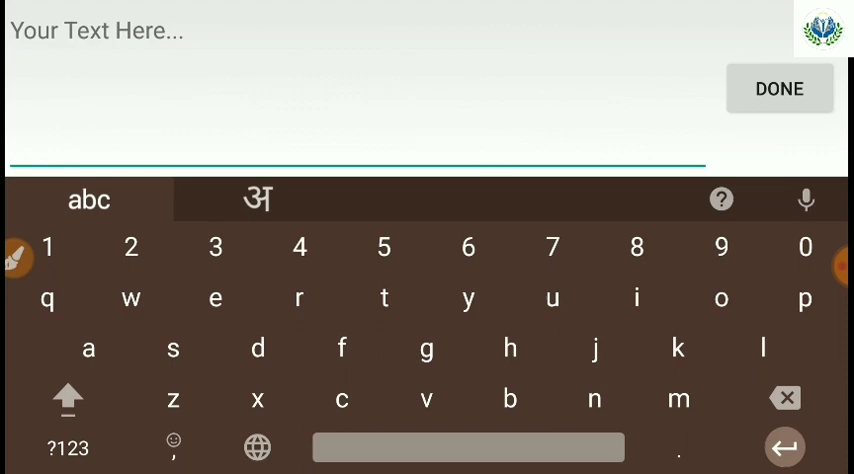 Your Text Here...
DONE
abc अ ?
1 2 3 4 5 6 7 8 9 0
q w e r t y u i o p
a s d f g h j k l
z x c v b n m
?123 , .